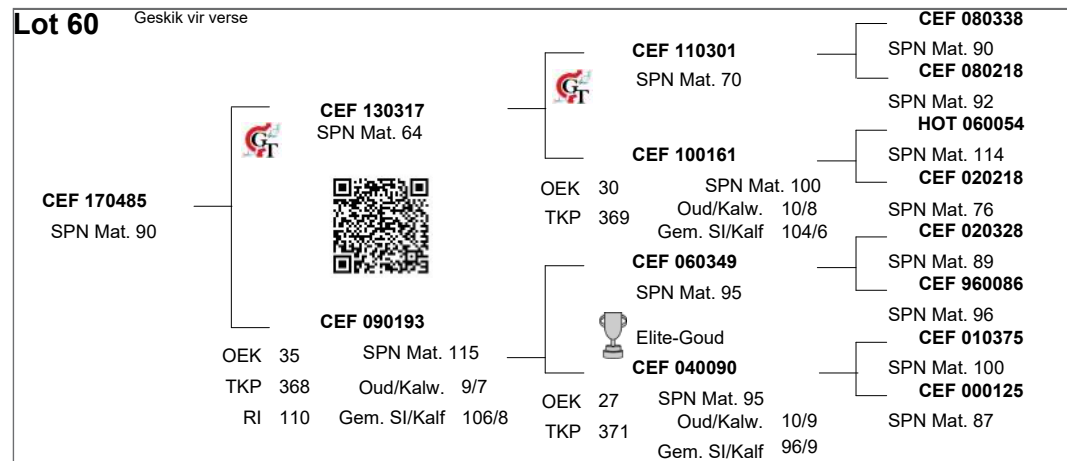 Lot 60 Geskik vir verse
CEF 170485
SPN Mat. 90
GT
CEF 130317
SPN Mat. 64
CEF 090193
OEK 35 SPN Mat. 115
TKP 368 Oud/Kalw. 9/7
RI 110 Gem. SI/Kalf 106/8
GT
CEF 110301
SPN Mat. 70
CEF 100161
OEK 30 SPN Mat. 100
TKP 369 Oud/Kalw. 10/8
Gem. SI/Kalf 104/6
CEF 060349
SPN Mat. 95
Elite-Goud
CEF 040090
OEK 27 SPN Mat. 95
TKP 371 Oud/Kalw. 10/9
Gem. SI/Kalf 96/9
CEF 080338
SPN Mat. 90
CEF 080218
SPN Mat. 92
HOT 060054
SPN Mat. 114
CEF 020218
SPN Mat. 76
CEF 020328
SPN Mat. 89
CEF 960086
SPN Mat. 96
CEF 010375
SPN Mat. 100
CEF 000125
SPN Mat. 87